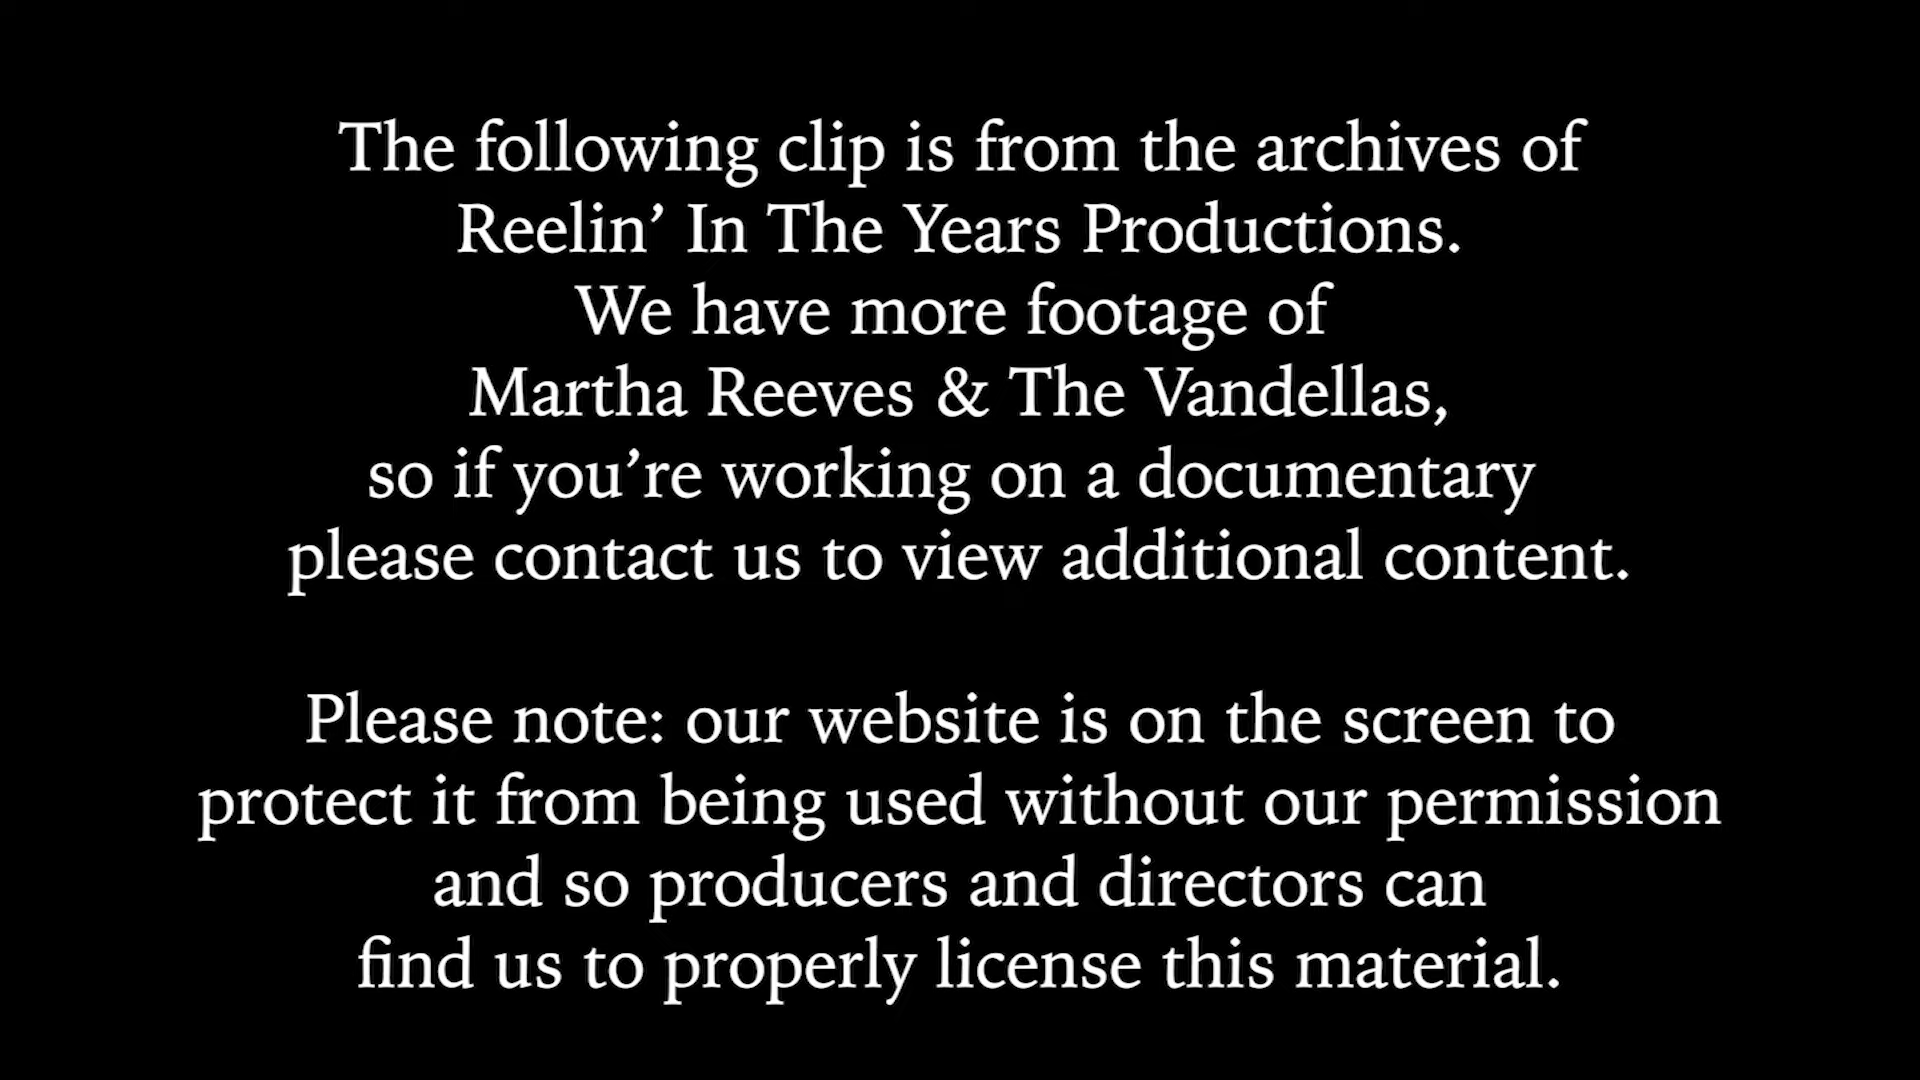 The following clip is from the archives of
Reelin’ In The Years Productions.
We have more footage of
Martha Reeves & The Vandellas,
so if you’re working on a documentary
please contact us to view additional content.
Please note: our website is on the screen to
protect it from being used without our permission
and so producers and directors can
find us to properly license this material.